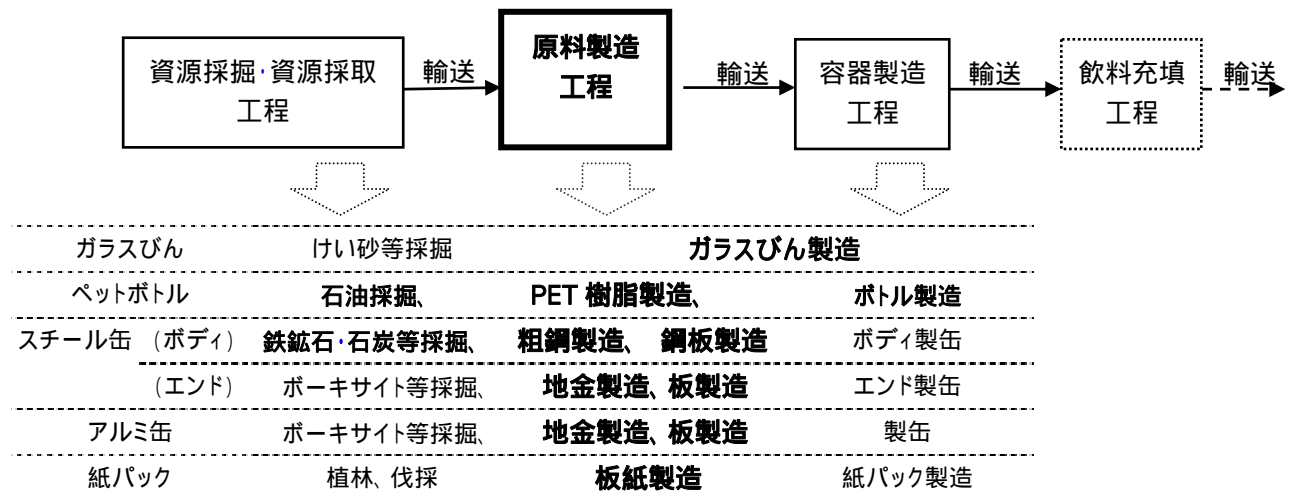 資源採掘・資源採取
工程
輸送
原料製造
工程
輸送
容器製造
工程
輸送
飲料充填
工程
輸送
ガラスびん けい砂等採掘 ガラスびん製造
ペットボトル 石油採掘、 PET 樹脂製造、 ボトル製造
スチール缶 (ボディ) 鉄鉱石・石炭等採掘、 粗鋼製造、 鋼板製造 ボディ製缶
(エンド) ボーキサイト等採掘、 地金製造、板製造 エンド製缶
アルミ缶 ボーキサイト等採掘、 地金製造、板製造 製缶
紙パック 植林、伐採 板紙製造 紙パック製造